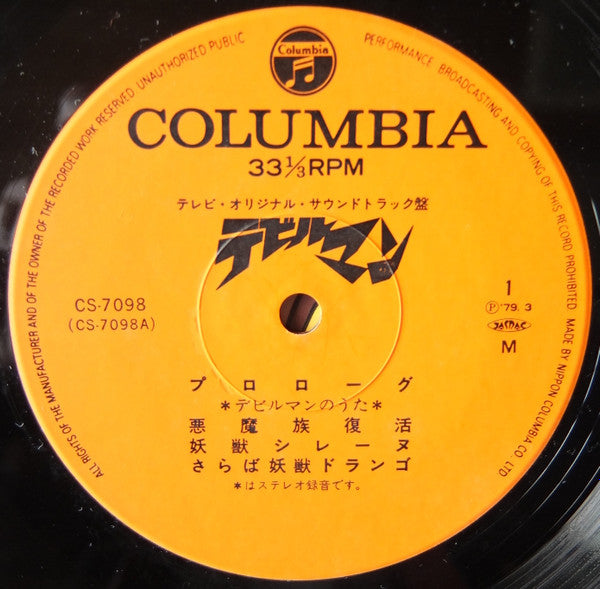 Columbia
COLUMBIA
33 1/3 RPM
テレビ・オリジナル・サウンドトラック盤
デビルマン
CS-7098
(CS-7098A)
1
Ⓟ'79. 3
JASRAC
M
プロローグ
*デビルマンのうた*
悪魔族復活
妖獣シレーヌ
さらば妖獣ドランゴ
*はステレオ録音です。
ALL RIGHTS OF THE MANUFACTURER AND OF THE OWNER OF THE RECORDED WORK RESERVED UNAUTHORIZED PUBLIC PERFORMANCE BROADCASTING AND COPYING OF THIS RECORD PROHIBITED. MADE BY NIPPON COLUMBIA CO., LTD.